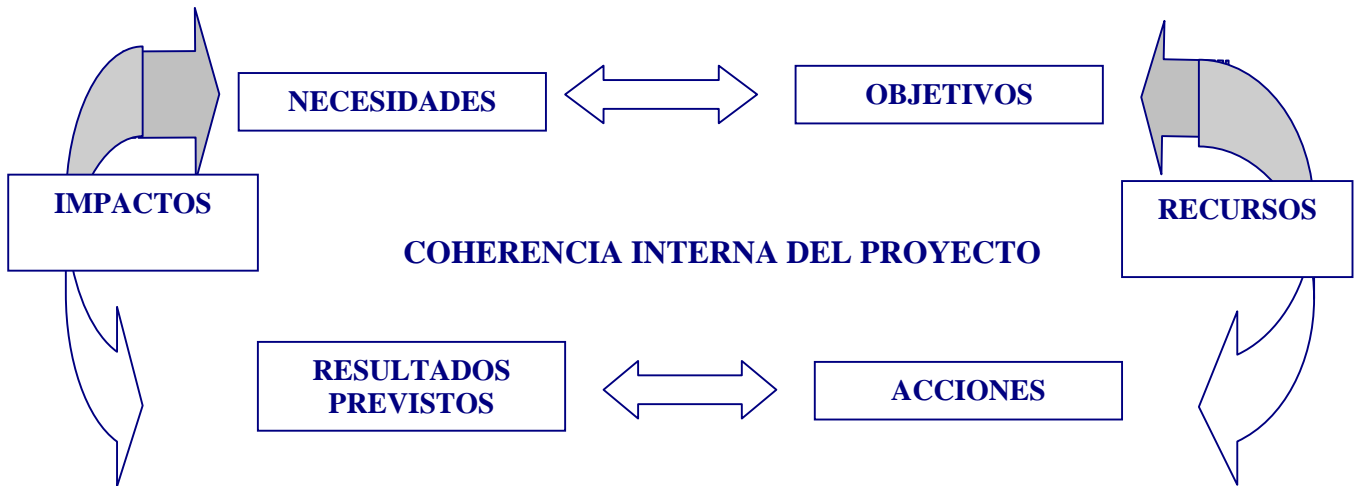 NECESIDADES
OBJETIVOS
IMPACTOS
RECURSOS
COHERENCIA INTERNA DEL PROYECTO
RESULTADOS
PREVISTOS
ACCIONES